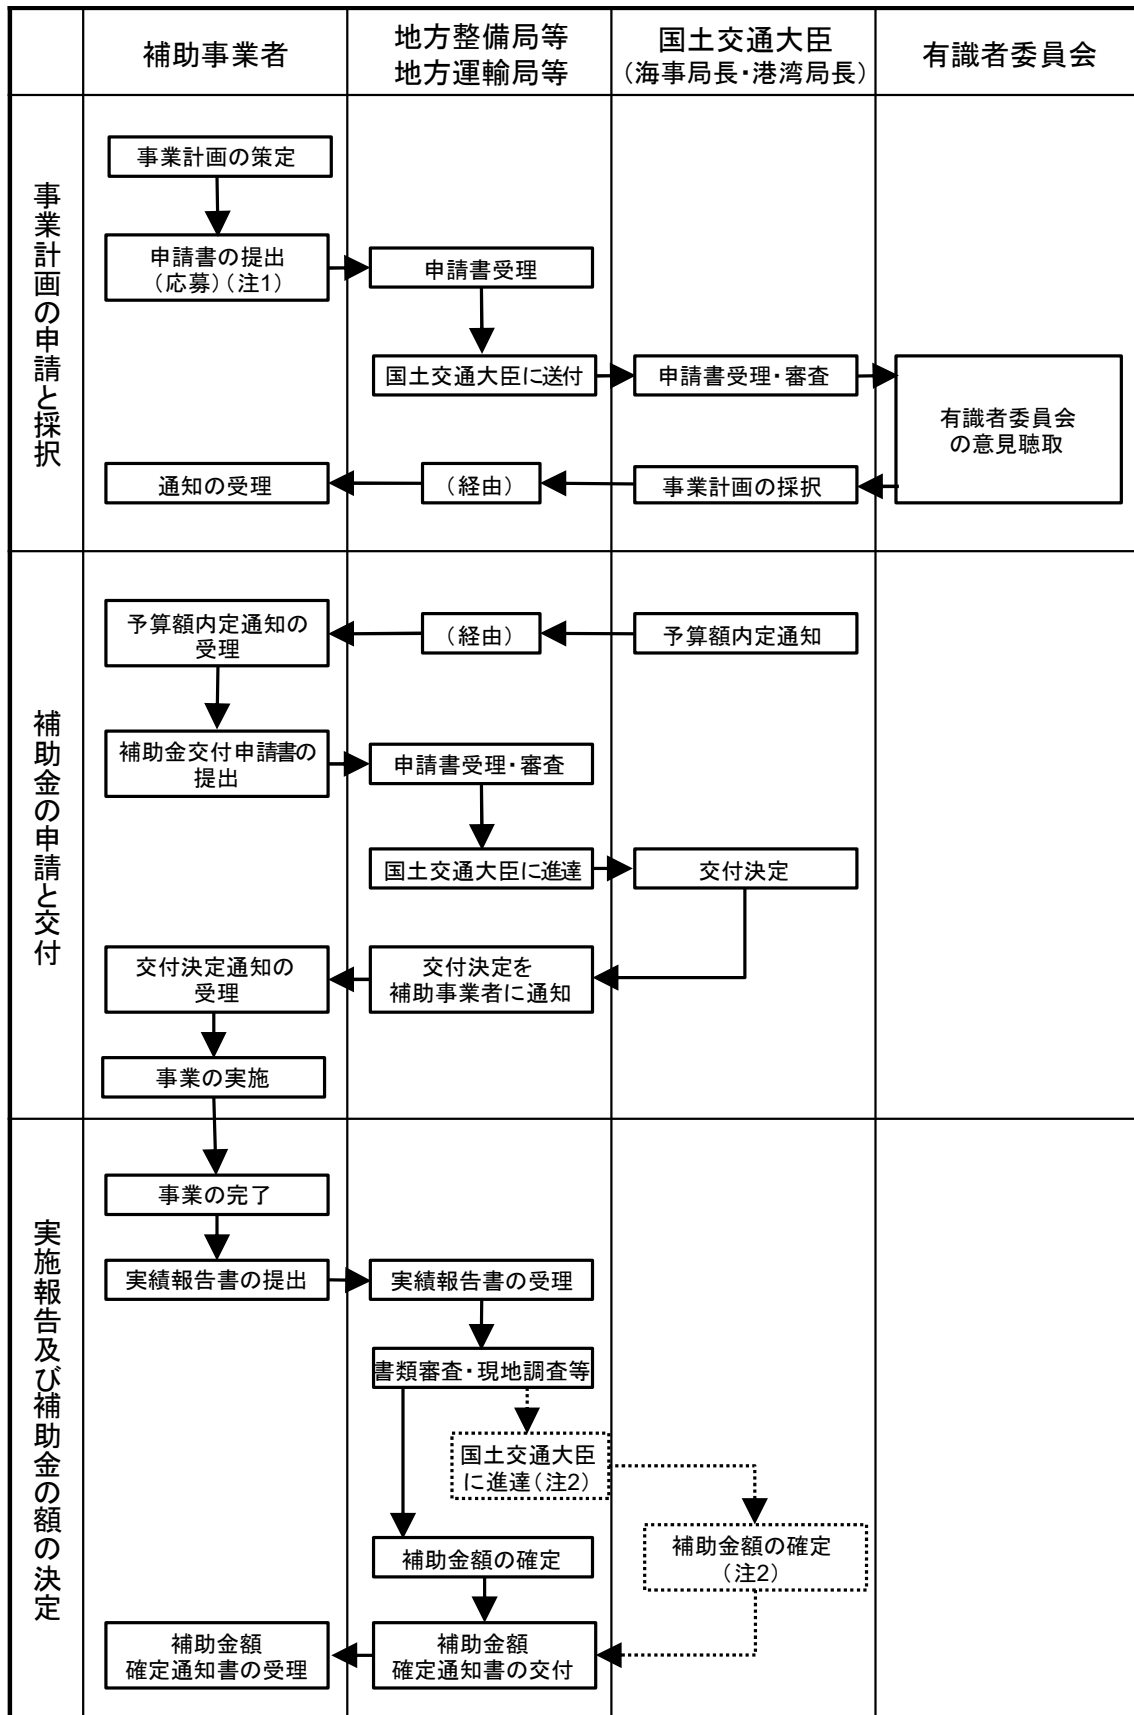 補助事業者
地方整備局等
地方運輸局等
国土交通大臣
（海事局長・港湾局長）
有識者委員会
事業計画の申請と採択
事業計画の策定
申請書の提出
（応募）（注1）
申請書受理
国土交通大臣に送付
申請書受理・審査
有識者委員会
の意見聴取
通知の受理
（経由）
事業計画の採択
補助金の申請と交付
予算額内定通知の
受理
（経由）
予算額内定通知
補助金交付申請書の
提出
申請書受理・審査
国土交通大臣に進達
交付決定
交付決定通知の
受理
交付決定を
補助事業者に通知
事業の実施
実施報告及び補助金の額の決定
事業の完了
実績報告書の提出
実績報告書の受理
書類審査・現地調査等
国土交通大臣
に進達（注2）
補助金額の確定
補助金額の確定
（注2）
補助金額
確定通知書の受理
補助金額
確定通知書の交付